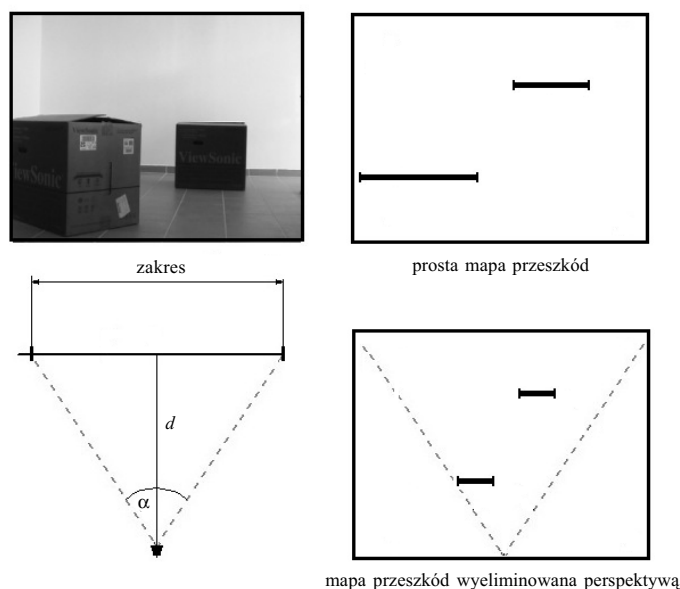 ViewSonic
ViewSonic
zakres
prosta mapa przeszkód
d
α
mapa przeszkód wyeliminowana perspektywą